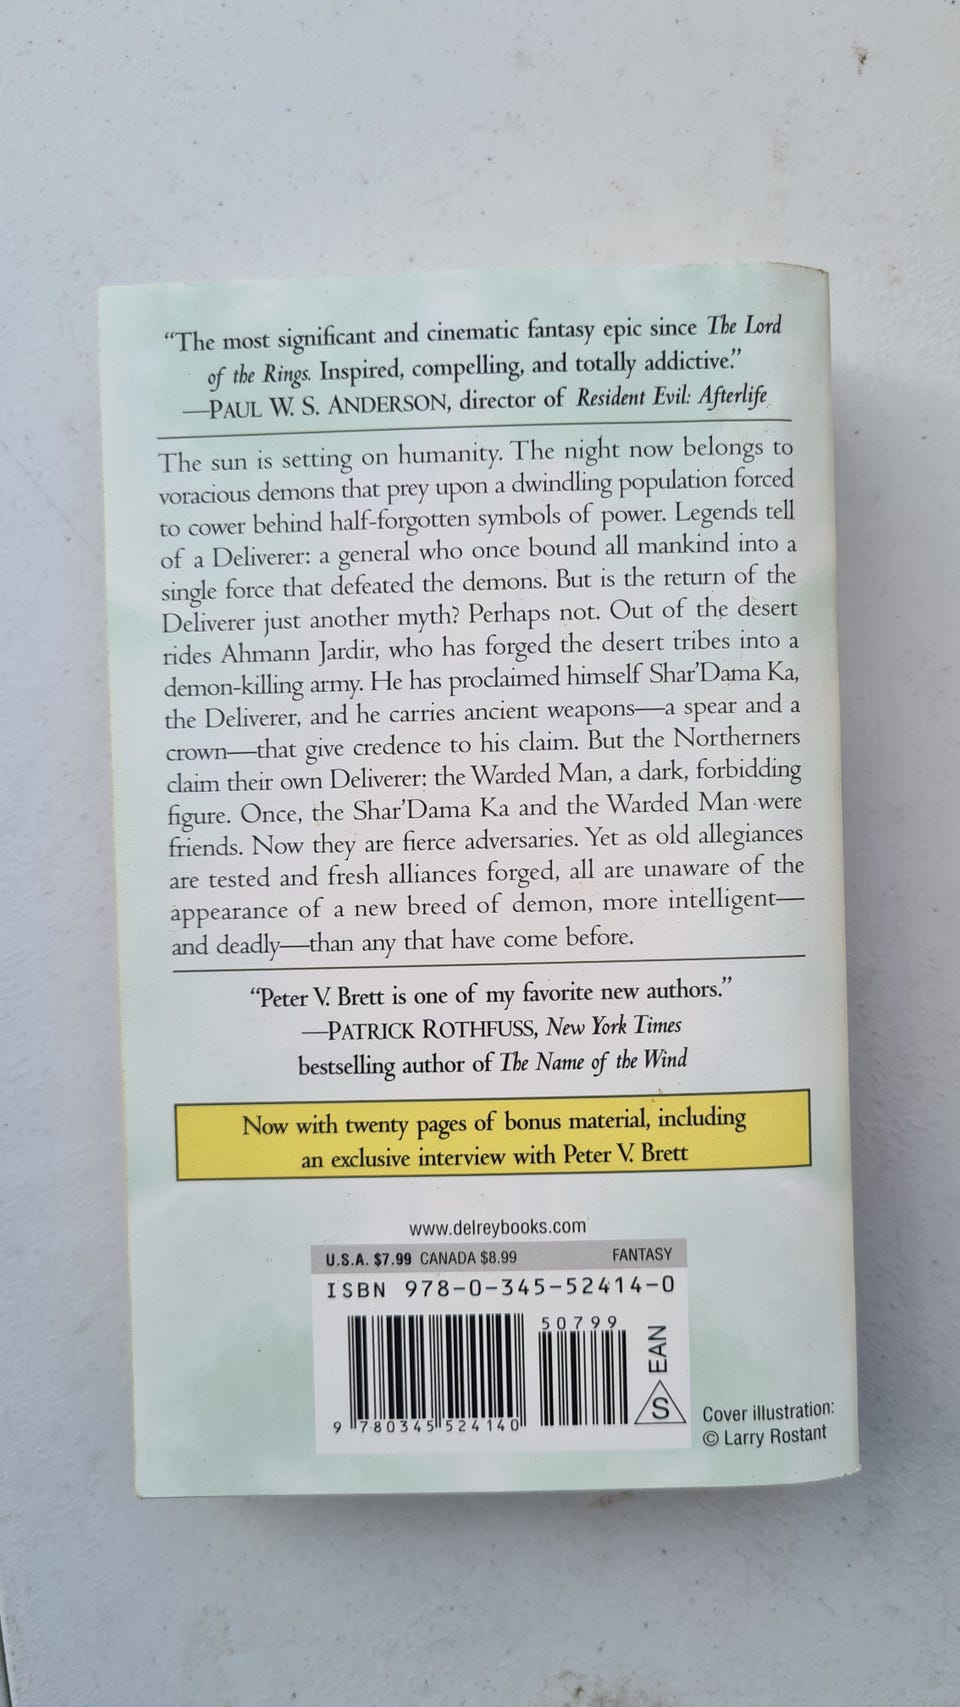 “The most significant and cinematic fantasy epic since The Lord
of the Rings. Inspired, compelling, and totally addictive.”
—PAUL W. S. ANDERSON, director of Resident Evil: Afterlife
The sun is setting on humanity. The night now belongs to
voracious demons that prey upon a dwindling population forced
to cower behind half-forgotten symbols of power. Legends tell
of a Deliverer: a general who once bound all mankind into a
single force that defeated the demons. But is the return of the
Deliverer just another myth? Perhaps not. Out of the desert
rides Ahmann Jardir, who has forged the desert tribes into a
demon-killing army. He has proclaimed himself Shar’Dama Ka,
the Deliverer, and he carries ancient weapons—a spear and a
crown—that give credence to his claim. But the Northerners
claim their own Deliverer: the Warded Man, a dark, forbidding
figure. Once, the Shar’Dama Ka and the Warded Man were
friends. Now they are fierce adversaries. Yet as old allegiances
are tested and fresh alliances forged, all are unaware of the
appearance of a new breed of demon, more intelligent—
and deadly—than any that have come before.
“Peter V. Brett is one of my favorite new authors.”
—PATRICK ROTHFUSS, New York Times
bestselling author of The Name of the Wind
Now with twenty pages of bonus material, including
an exclusive interview with Peter V. Brett
www.delreybooks.com
U.S.A. $7.99 CANADA $8.99 FANTASY
ISBN 978-0-345-52414-0
50799
EAN
S
9 780345 524140
Cover illustration:
© Larry Rostant